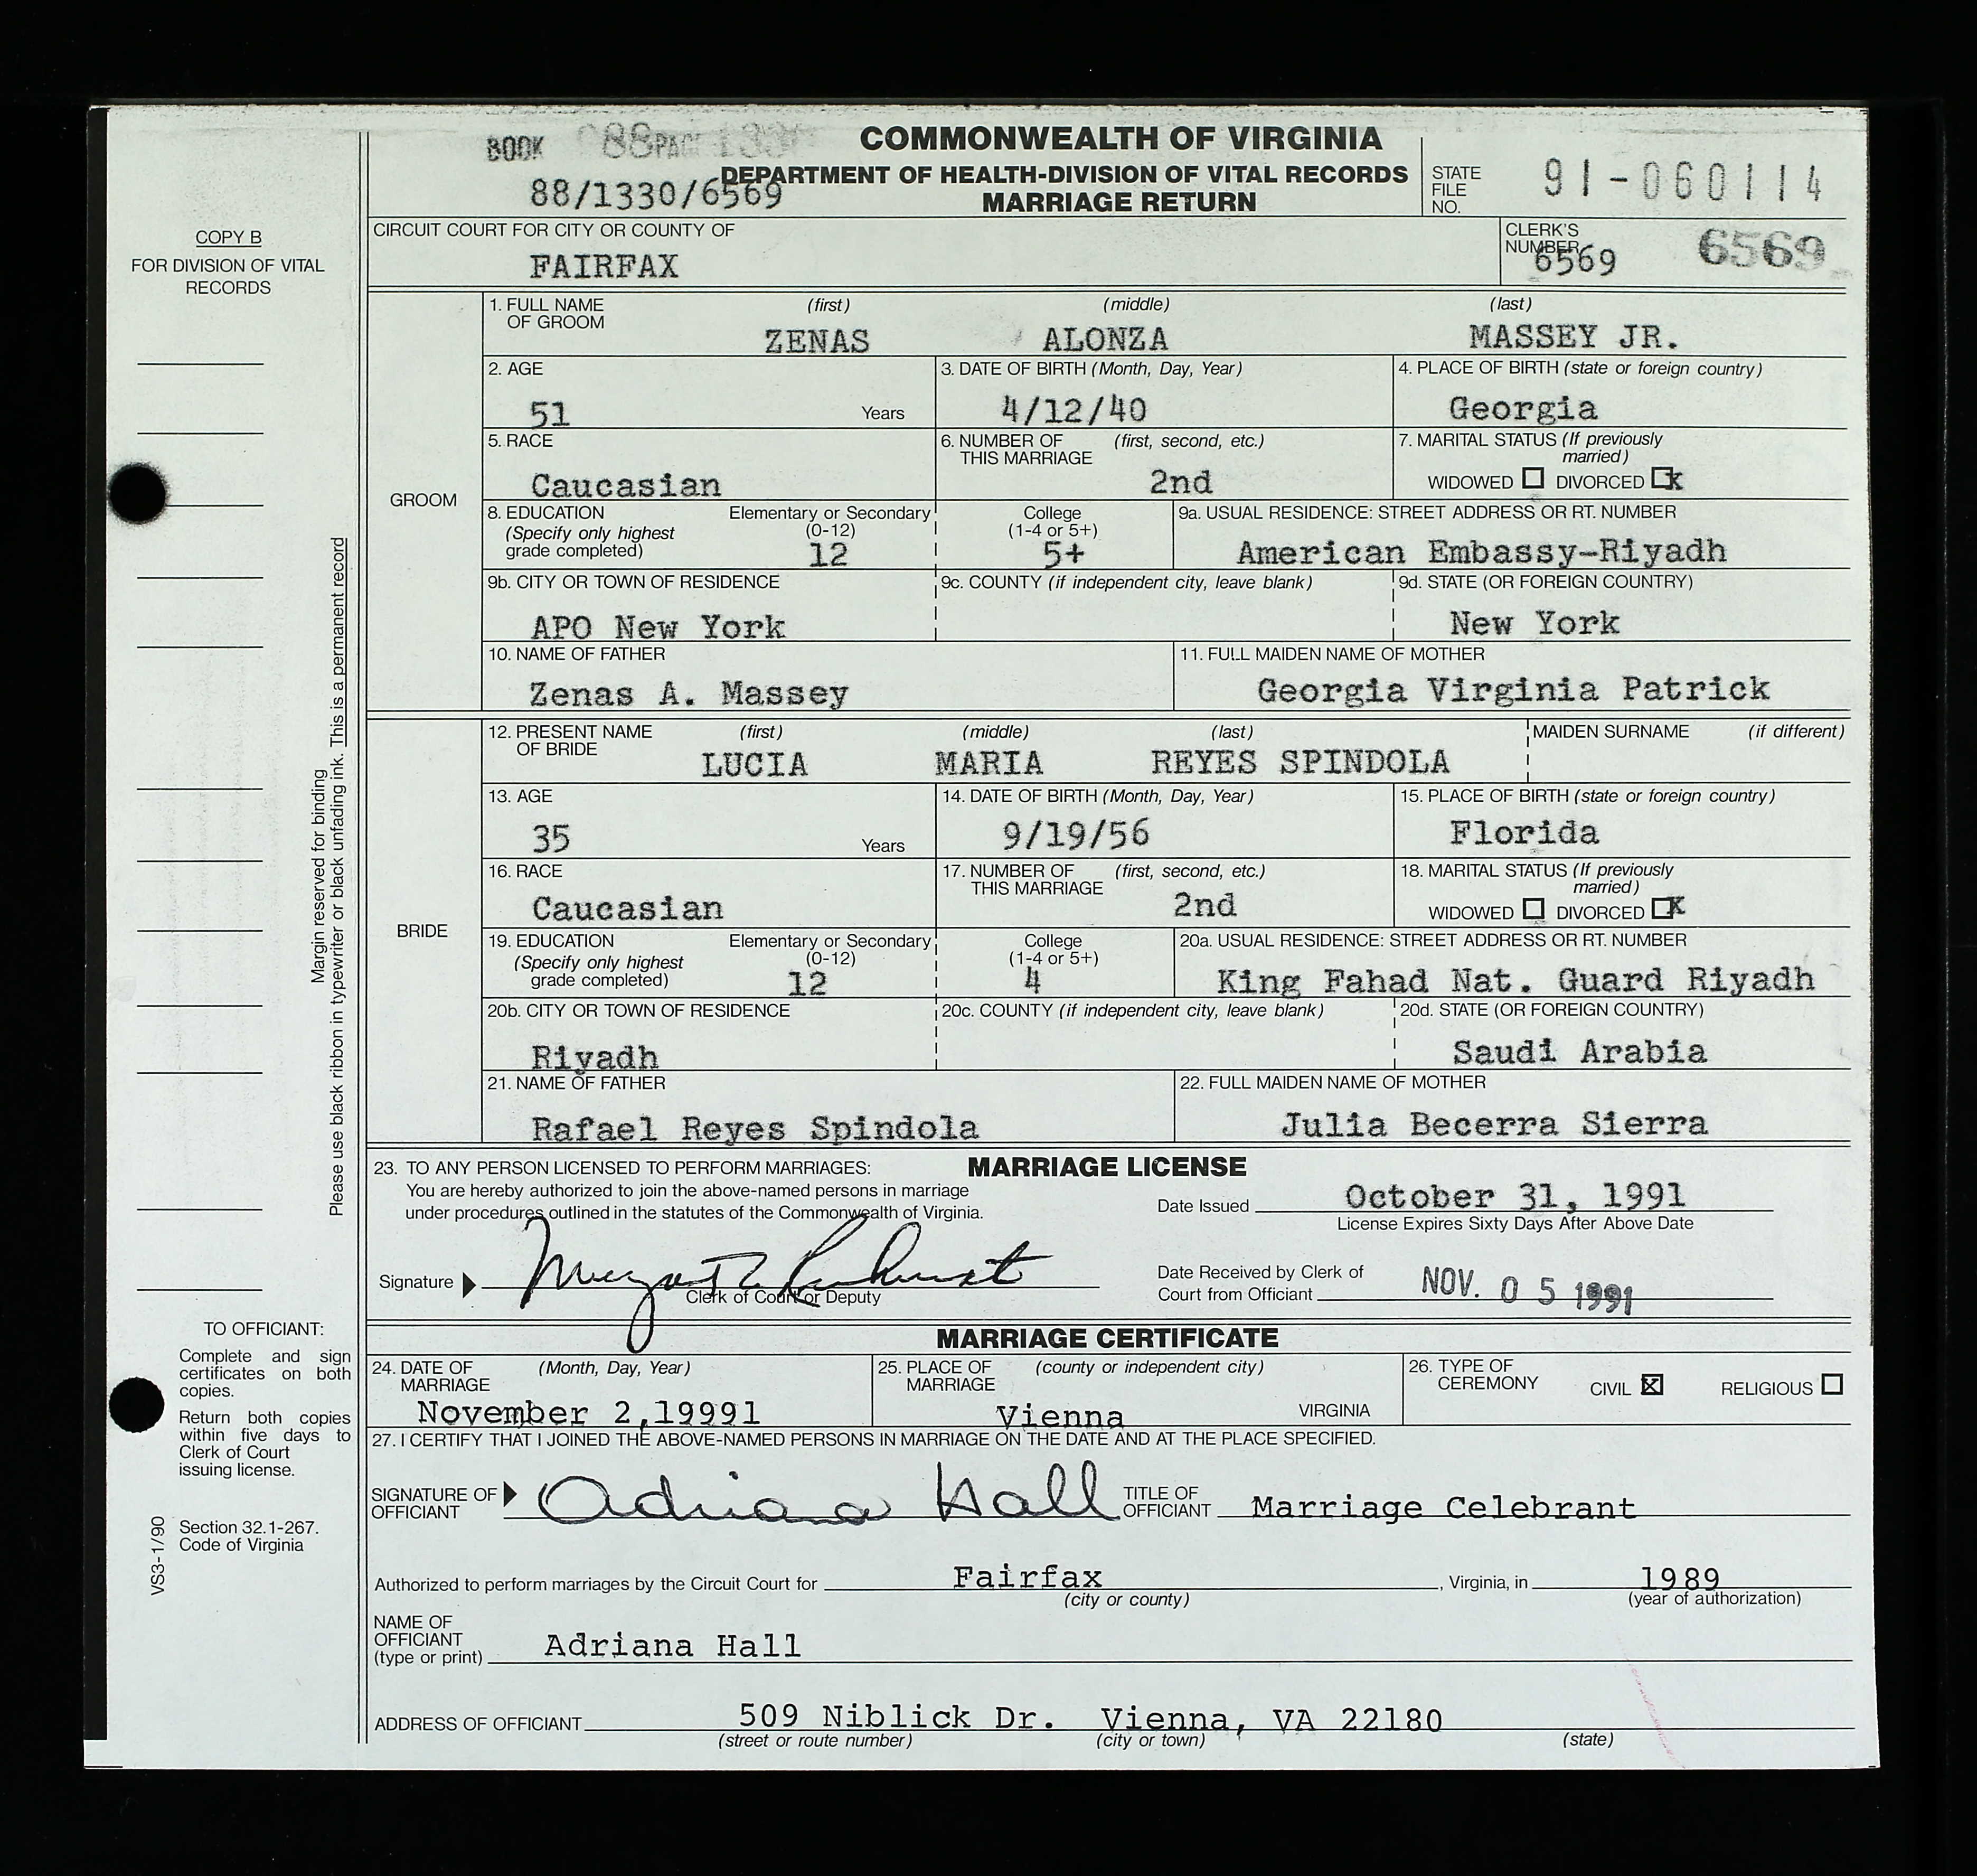 BOOK 88 PAGE 1330
COMMONWEALTH OF VIRGINIA
88/1330/6569
DEPARTMENT OF HEALTH-DIVISION OF VITAL RECORDS
MARRIAGE RETURN
STATE FILE NO. 91-060114
COPY B
FOR DIVISION OF VITAL
RECORDS
CIRCUIT COURT FOR CITY OR COUNTY OF
FAIRFAX
CLERK'S NUMBER
6569 6569
GROOM
1. FULL NAME OF GROOM (first) (middle) (last)
ZENAS ALONZA MASSEY JR.
2. AGE 3. DATE OF BIRTH (Month, Day, Year) 4. PLACE OF BIRTH (state or foreign country)
51 Years 4/12/40 Georgia
5. RACE 6. NUMBER OF THIS MARRIAGE (first, second, etc.) 7. MARITAL STATUS (If previously married)
Caucasian 2nd WIDOWED DIVORCED X
8. EDUCATION (Specify only highest grade completed) Elementary or Secondary (0-12) College (1-4 or 5+) 9a. USUAL RESIDENCE: STREET ADDRESS OR RT. NUMBER
12 5+ American Embassy-Riyadh
9b. CITY OR TOWN OF RESIDENCE 9c. COUNTY (if independent city, leave blank) 9d. STATE (OR FOREIGN COUNTRY)
APO New York New York
10. NAME OF FATHER 11. FULL MAIDEN NAME OF MOTHER
Zenas A. Massey Georgia Virginia Patrick
BRIDE
12. PRESENT NAME OF BRIDE (first) (middle) (last) MAIDEN SURNAME (if different)
LUCIA MARIA REYES SPINDOLA
13. AGE 14. DATE OF BIRTH (Month, Day, Year) 15. PLACE OF BIRTH (state or foreign country)
35 Years 9/19/56 Florida
16. RACE 17. NUMBER OF THIS MARRIAGE (first, second, etc.) 18. MARITAL STATUS (If previously married)
Caucasian 2nd WIDOWED DIVORCED X
19. EDUCATION (Specify only highest grade completed) Elementary or Secondary (0-12) College (1-4 or 5+) 20a. USUAL RESIDENCE: STREET ADDRESS OR RT. NUMBER
12 4 King Fahad Nat. Guard Riyadh
20b. CITY OR TOWN OF RESIDENCE 20c. COUNTY (if independent city, leave blank) 20d. STATE (OR FOREIGN COUNTRY)
Riyadh Saudi Arabia
21. NAME OF FATHER 22. FULL MAIDEN NAME OF MOTHER
Rafael Reyes Spindola Julia Becerra Sierra
Margin reserved for binding
Please use black ribbon in typewriter or black unfading ink. This is a permanent record
23. TO ANY PERSON LICENSED TO PERFORM MARRIAGES: MARRIAGE LICENSE
You are hereby authorized to join the above-named persons in marriage
under procedures outlined in the statutes of the Commonwealth of Virginia.
Date Issued October 31, 1991
License Expires Sixty Days After Above Date
Signature
Clerk of Court or Deputy
Date Received by Clerk of
Court from Officiant NOV. 05 1991
MARRIAGE CERTIFICATE
24. DATE OF MARRIAGE (Month, Day, Year) 25. PLACE OF MARRIAGE (county or independent city) 26. TYPE OF CEREMONY CIVIL X RELIGIOUS
November 2,19991 Vienna VIRGINIA
27. I CERTIFY THAT I JOINED THE ABOVE-NAMED PERSONS IN MARRIAGE ON THE DATE AND AT THE PLACE SPECIFIED.
SIGNATURE OF OFFICIANT Adriana Hall TITLE OF OFFICIANT Marriage Celebrant
Authorized to perform marriages by the Circuit Court for Fairfax, Virginia, in 1989
(city or county) (year of authorization)
NAME OF OFFICIANT (type or print) Adriana Hall
ADDRESS OF OFFICIANT 509 Niblick Dr. Vienna, VA 22180
(street or route number) (city or town) (state)
TO OFFICIANT:
Complete and sign
certificates on both
copies.
Return both copies
within five days to
Clerk of Court
issuing license.
Section 32.1-267.
Code of Virginia
VS3-1/90